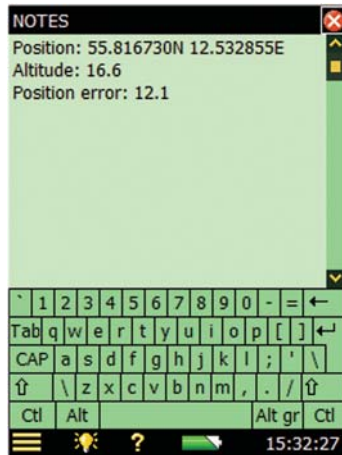 NOTES
Position: 55.816730N 12.532855E
Altitude: 16.6
Position error: 12.1
` 1 2 3 4 5 6 7 8 9 0 - = ←
Tab q w e r t y u i o p [ ] ↵
CAP a s d f g h j k l ; ' \
⇧ \ z x c v b n m , . / ⇧
Ctl Alt Alt gr Ctl
? 15:32:27